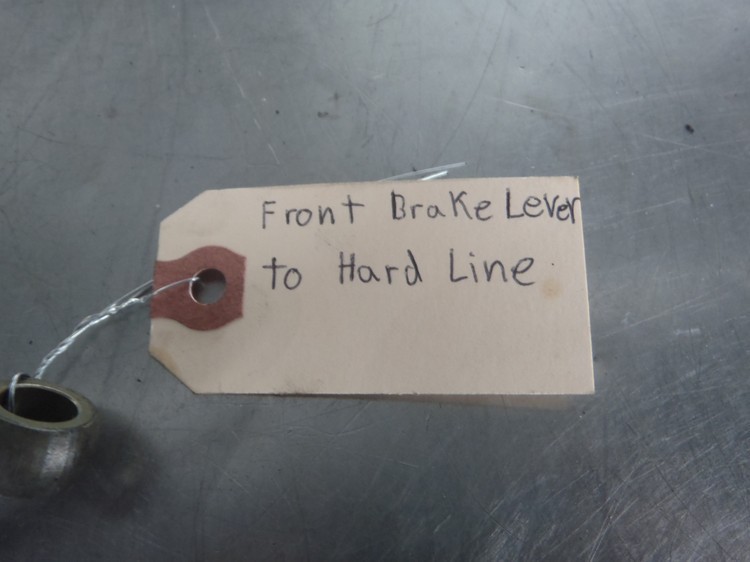 Front Brake Lever
to Hard Line